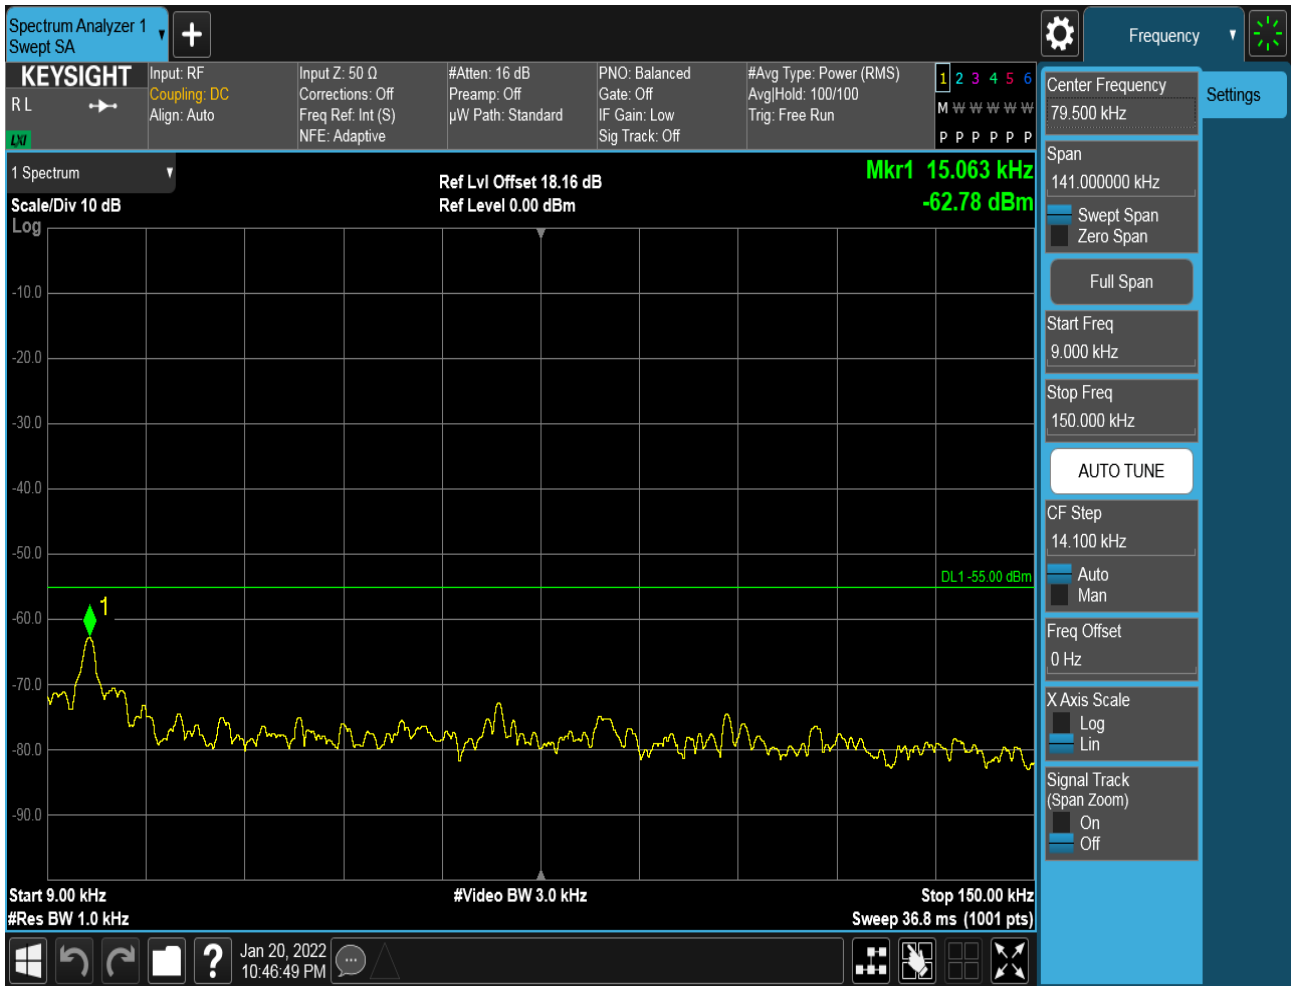 Spectrum Analyzer 1
Swept SA
Frequency
KEYSIGHT
R L
LXI
Input: RF
Coupling: DC
Align: Auto
Input Z: 50 Ω
Corrections: Off
Freq Ref: Int (S)
NFE: Adaptive
#Atten: 16 dB
Preamp: Off
µW Path: Standard
PNO: Balanced
Gate: Off
IF Gain: Low
Sig Track: Off
#Avg Type: Power (RMS)
Avg|Hold: 100/100
Trig: Free Run
1 2 3 4 5 6
M W W W W W
P P P P P P
1 Spectrum
Scale/Div 10 dB
Log
Ref Lvl Offset 18.16 dB
Ref Level 0.00 dBm
Mkr1 15.063 kHz
-62.78 dBm
-10.0
-20.0
-30.0
-40.0
-50.0
DL1 -55.00 dBm
1
-60.0
-70.0
-80.0
-90.0
Start 9.00 kHz
#Res BW 1.0 kHz
#Video BW 3.0 kHz
Stop 150.00 kHz
Sweep 36.8 ms (1001 pts)
Jan 20, 2022
10:46:49 PM
Center Frequency
79.500 kHz
Span
141.000000 kHz
Swept Span
Zero Span
Full Span
Start Freq
9.000 kHz
Stop Freq
150.000 kHz
AUTO TUNE
CF Step
14.100 kHz
Auto
Man
Freq Offset
0 Hz
X Axis Scale
Log
Lin
Signal Track
(Span Zoom)
On
Off
Settings